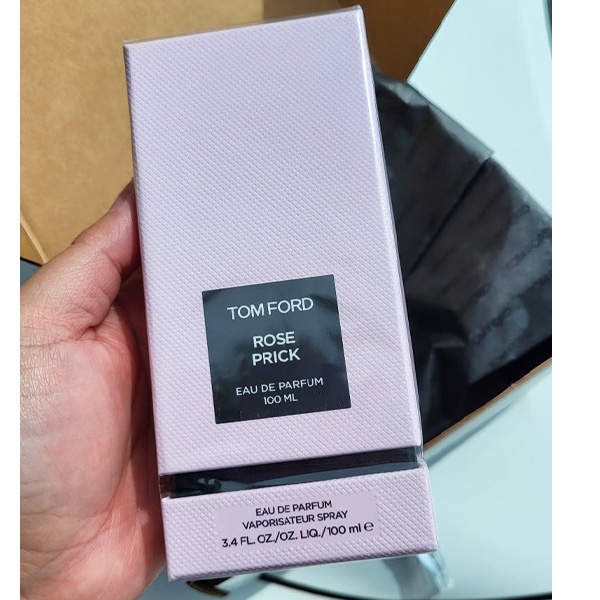 TOM FORD
ROSE
PRICK
EAU DE PARFUM
100 ML
EAU DE PARFUM
VAPORISATEUR SPRAY
3.4 FL. OZ./OZ. LIQ./100 ml e